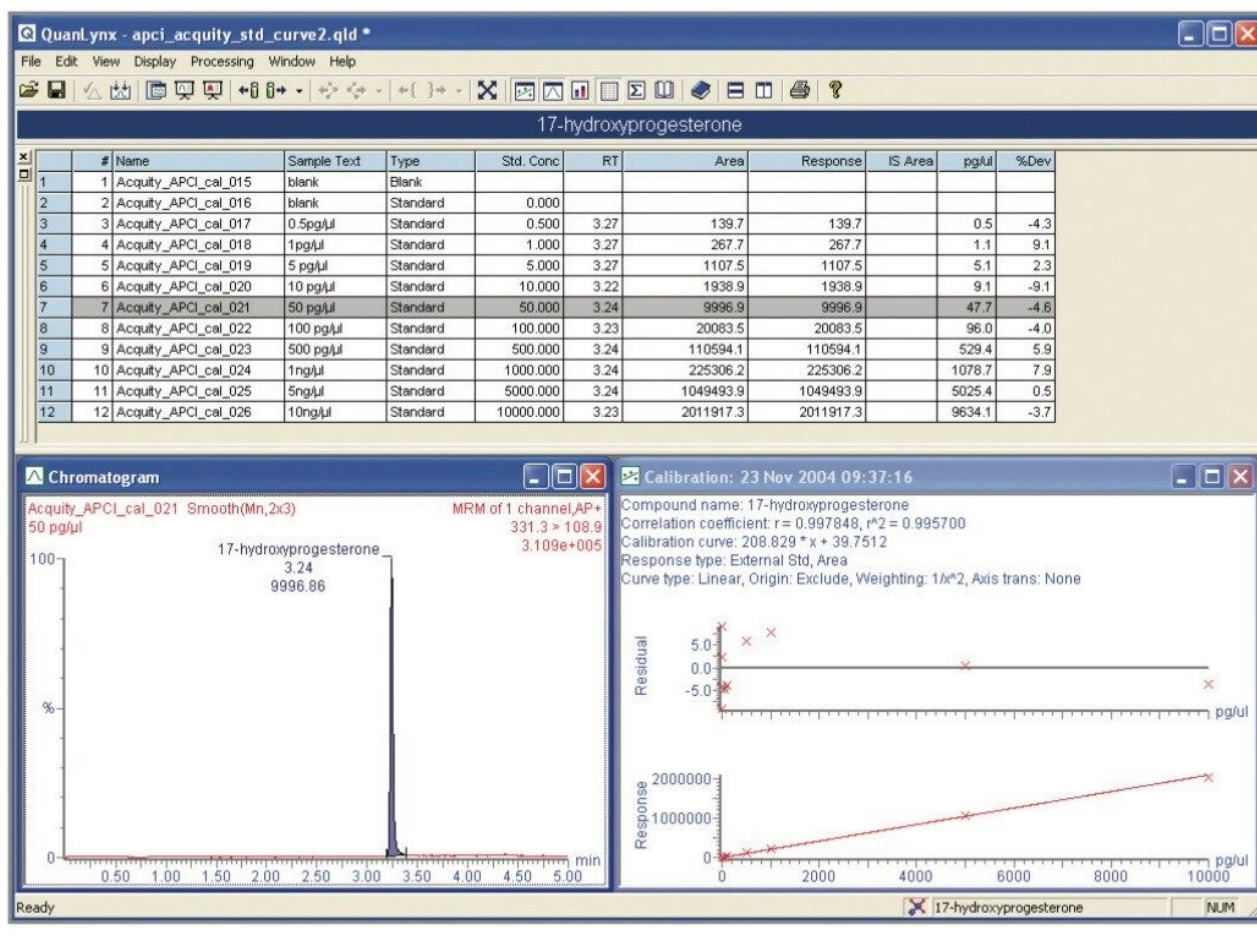 QuanLynx - apci_acquity_std_curve2.qld *
File Edit View Display Processing Window Help
17-hydroxyprogesterone
# Name Sample Text Type Std. Conc RT Area Response IS Area pg/ul %Dev
1 1 Acquity_APCI_cal_015 blank Blank
2 2 Acquity_APCI_cal_016 blank Standard 0.000
3 3 Acquity_APCI_cal_017 0.5pg/µl Standard 0.500 3.27 139.7 139.7 0.5 -4.3
4 4 Acquity_APCI_cal_018 1pg/µl Standard 1.000 3.27 267.7 267.7 1.1 9.1
5 5 Acquity_APCI_cal_019 5 pg/µl Standard 5.000 3.27 1107.5 1107.5 5.1 2.3
6 6 Acquity_APCI_cal_020 10 pg/µl Standard 10.000 3.22 1938.9 1938.9 9.1 -9.1
7 7 Acquity_APCI_cal_021 50 pg/µl Standard 50.000 3.24 9996.9 9996.9 47.7 -4.6
8 8 Acquity_APCI_cal_022 100 pg/µl Standard 100.000 3.23 20083.5 20083.5 96.0 -4.0
9 9 Acquity_APCI_cal_023 500 pg/µl Standard 500.000 3.24 110594.1 110594.1 529.4 5.9
10 10 Acquity_APCI_cal_024 1ng/µl Standard 1000.000 3.24 225306.2 225306.2 1078.7 7.9
11 11 Acquity_APCI_cal_025 5ng/µl Standard 5000.000 3.24 1049493.9 1049493.9 5025.4 0.5
12 12 Acquity_APCI_cal_026 10ng/µl Standard 10000.000 3.23 2011917.3 2011917.3 9634.1 -3.7
Chromatogram
Acquity_APCI_cal_021 Smooth(Mn,2x3) MRM of 1 channel,AP+
50 pg/µl 331.3 > 108.9
3.109e+005
17-hydroxyprogesterone
3.24
9996.86
100
%
0
min
0.50 1.00 1.50 2.00 2.50 3.00 3.50 4.00 4.50 5.00
Calibration: 23 Nov 2004 09:37:16
Compound name: 17-hydroxyprogesterone
Correlation coefficient: r = 0.997848, r^2 = 0.995700
Calibration curve: 208.829 * x + 39.7512
Response type: External Std, Area
Curve type: Linear, Origin: Exclude, Weighting: 1/x^2, Axis trans: None
Residual
5.0
0.0
-5.0
pg/ul
Response
2000000
1000000
0
pg/ul
0 2000 4000 6000 8000 10000
Ready 17-hydroxyprogesterone NUM